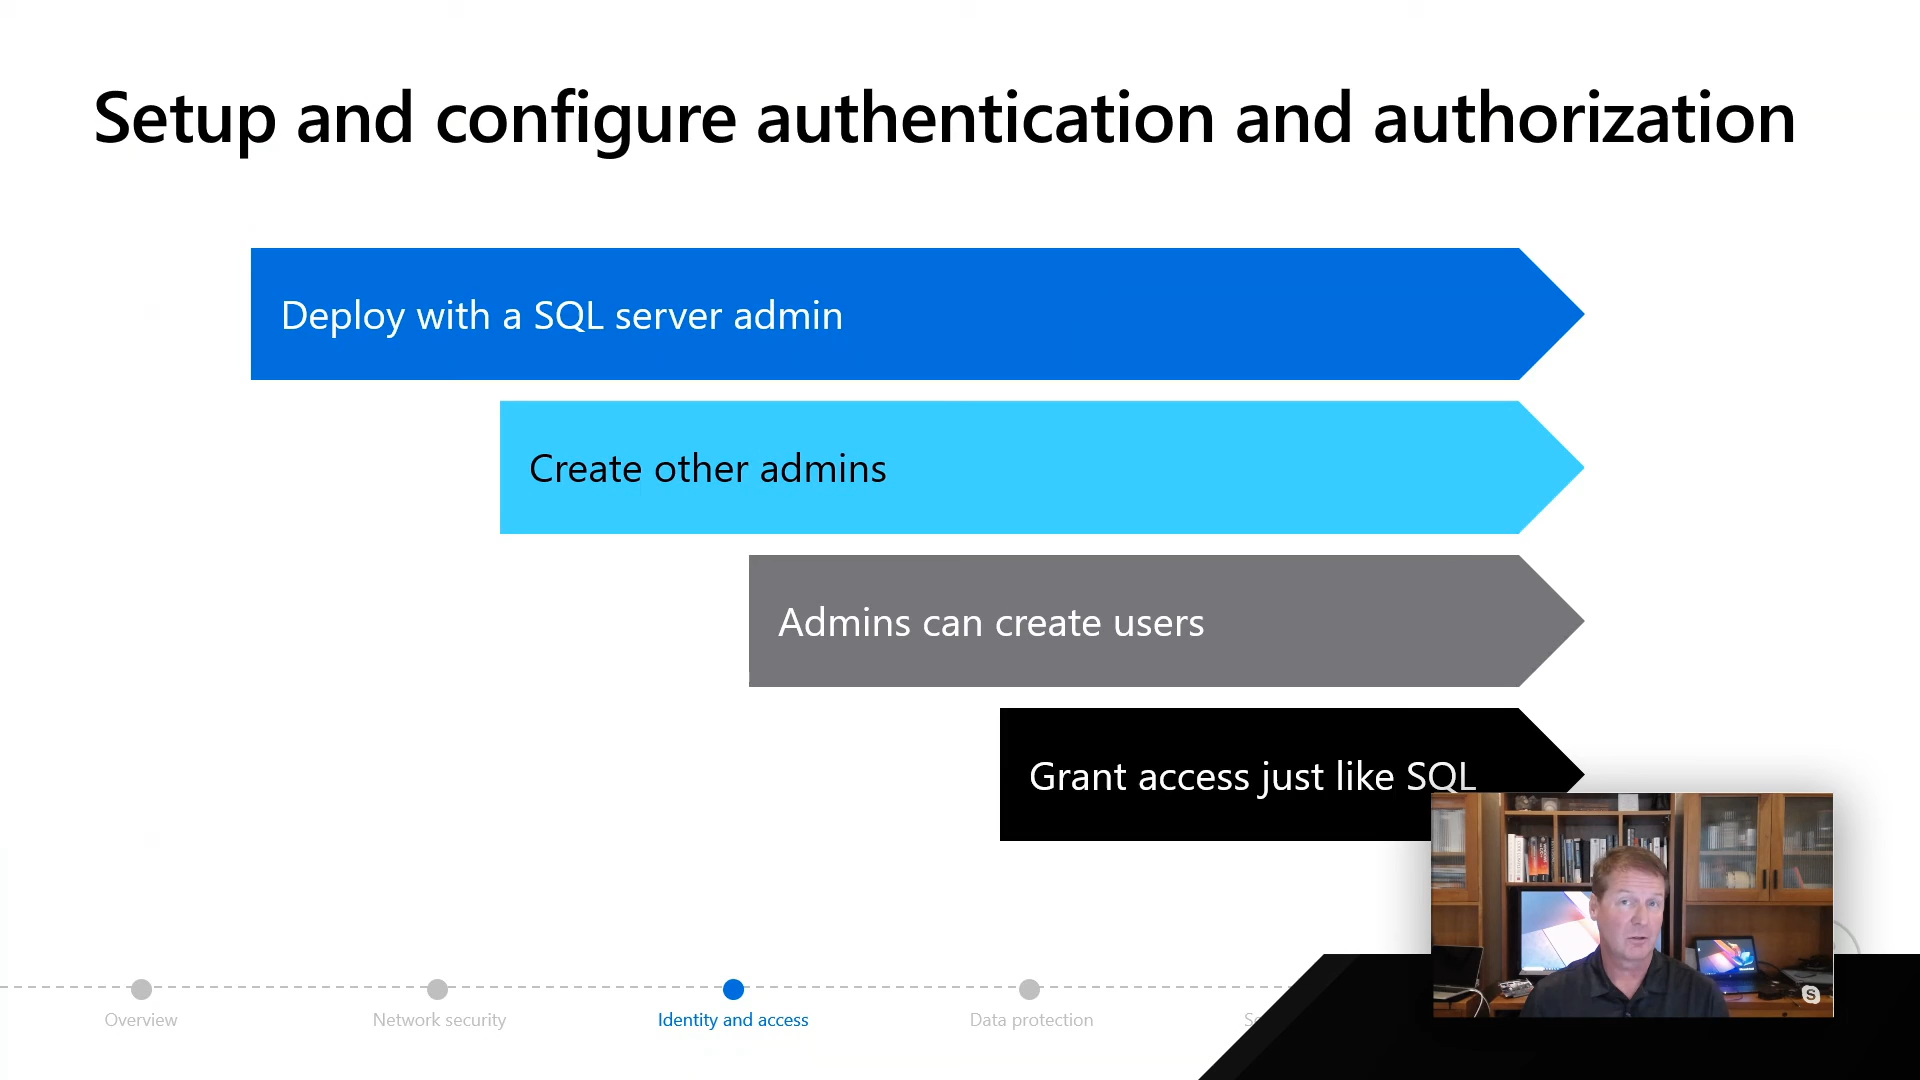 Setup and configure authentication and authorization
Deploy with a SQL server admin
Create other admins
Admins can create users
Grant access just like SQL
Overview
Network security
Identity and access
Data protection